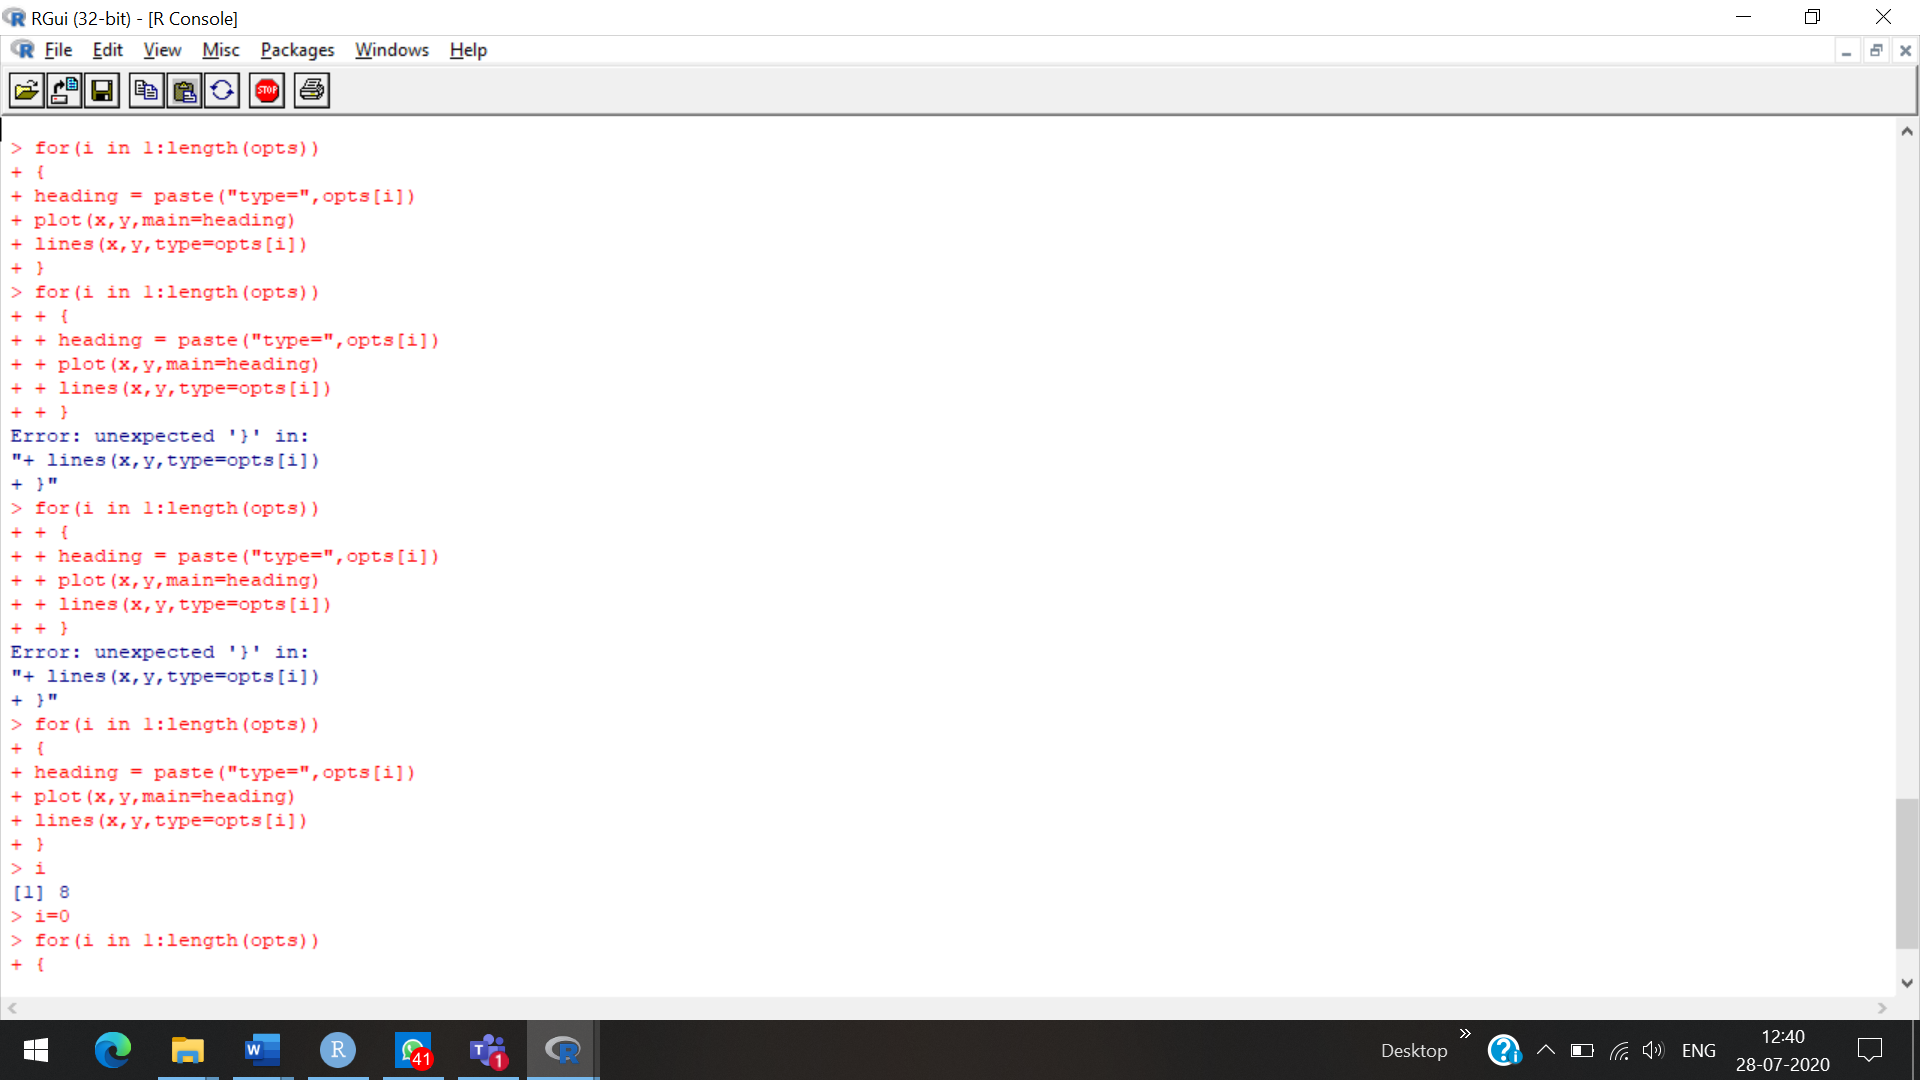 RGui (32-bit) - [R Console]
File Edit View Misc Packages Windows Help
STOP
> for(i in 1:length(opts))
+ {
+ heading = paste("type=",opts[i])
+ plot(x,y,main=heading)
+ lines(x,y,type=opts[i])
+ }
> for(i in 1:length(opts))
+ + {
+ + heading = paste("type=",opts[i])
+ + plot(x,y,main=heading)
+ + lines(x,y,type=opts[i])
+ + }
Error: unexpected '}' in:
"+ lines(x,y,type=opts[i])
+ }"
> for(i in 1:length(opts))
+ + {
+ + heading = paste("type=",opts[i])
+ + plot(x,y,main=heading)
+ + lines(x,y,type=opts[i])
+ + }
Error: unexpected '}' in:
"+ lines(x,y,type=opts[i])
+ }"
> for(i in 1:length(opts))
+ {
+ heading = paste("type=",opts[i])
+ plot(x,y,main=heading)
+ lines(x,y,type=opts[i])
+ }
> i
[1] 8
> i=0
> for(i in 1:length(opts))
+ {
W R 41 T 1 R Desktop ENG 12:40
28-07-2020